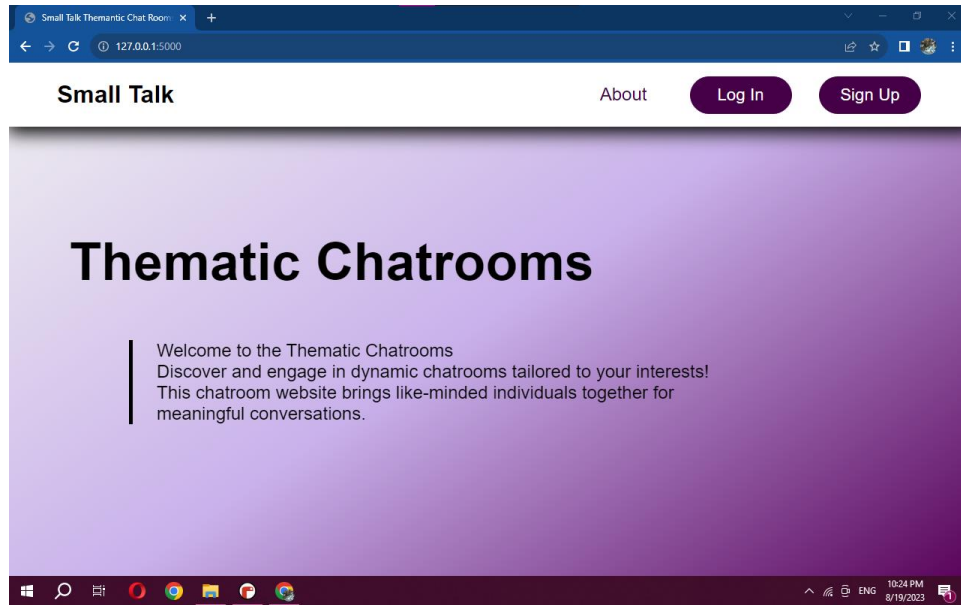 Small Talk Themantic Chat Room
127.0.0.1:5000
Small Talk
About
Log In
Sign Up
Thematic Chatrooms
Welcome to the Thematic Chatrooms
Discover and engage in dynamic chatrooms tailored to your interests!
This chatroom website brings like-minded individuals together for
meaningful conversations.
ENG
10:24 PM
8/19/2023
1